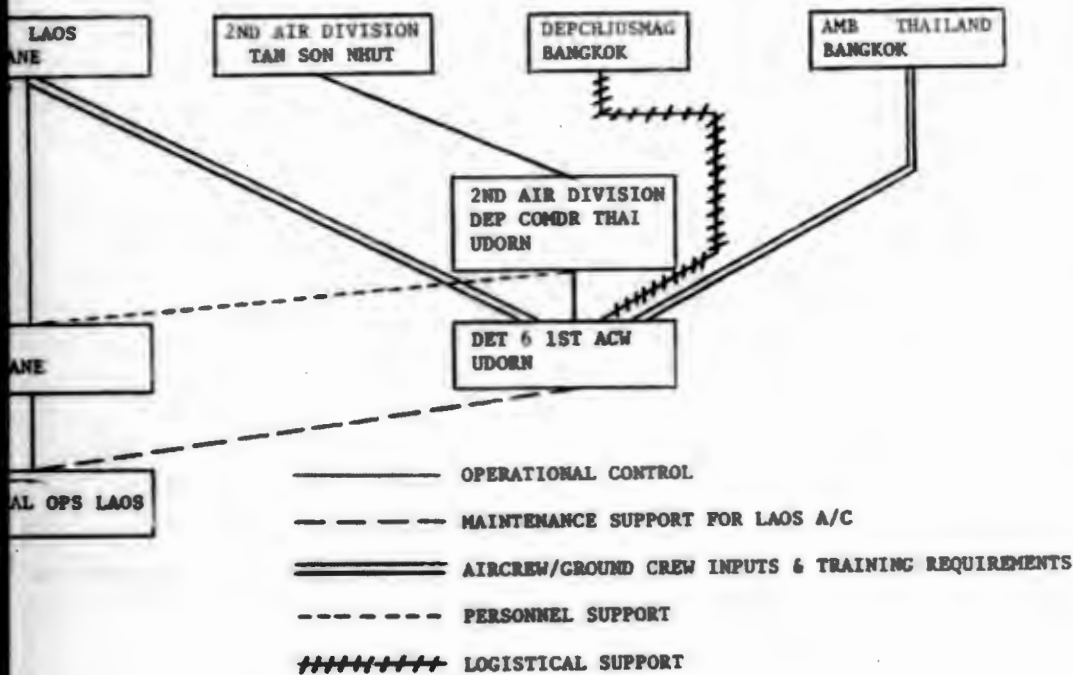 LAOS
ANE
2ND AIR DIVISION
TAN SON NHUT
DEPCHJUSMAG
BANGKOK
AMB THAILAND
BANGKOK
2ND AIR DIVISION
DEP COMDR THAI
UDORN
ANE
DET 6 1ST ACW
UDORN
AL OPS LAOS
OPERATIONAL CONTROL
MAINTENANCE SUPPORT FOR LAOS A/C
AIRCREW/GROUND CREW INPUTS & TRAINING REQUIREMENTS
PERSONNEL SUPPORT
LOGISTICAL SUPPORT